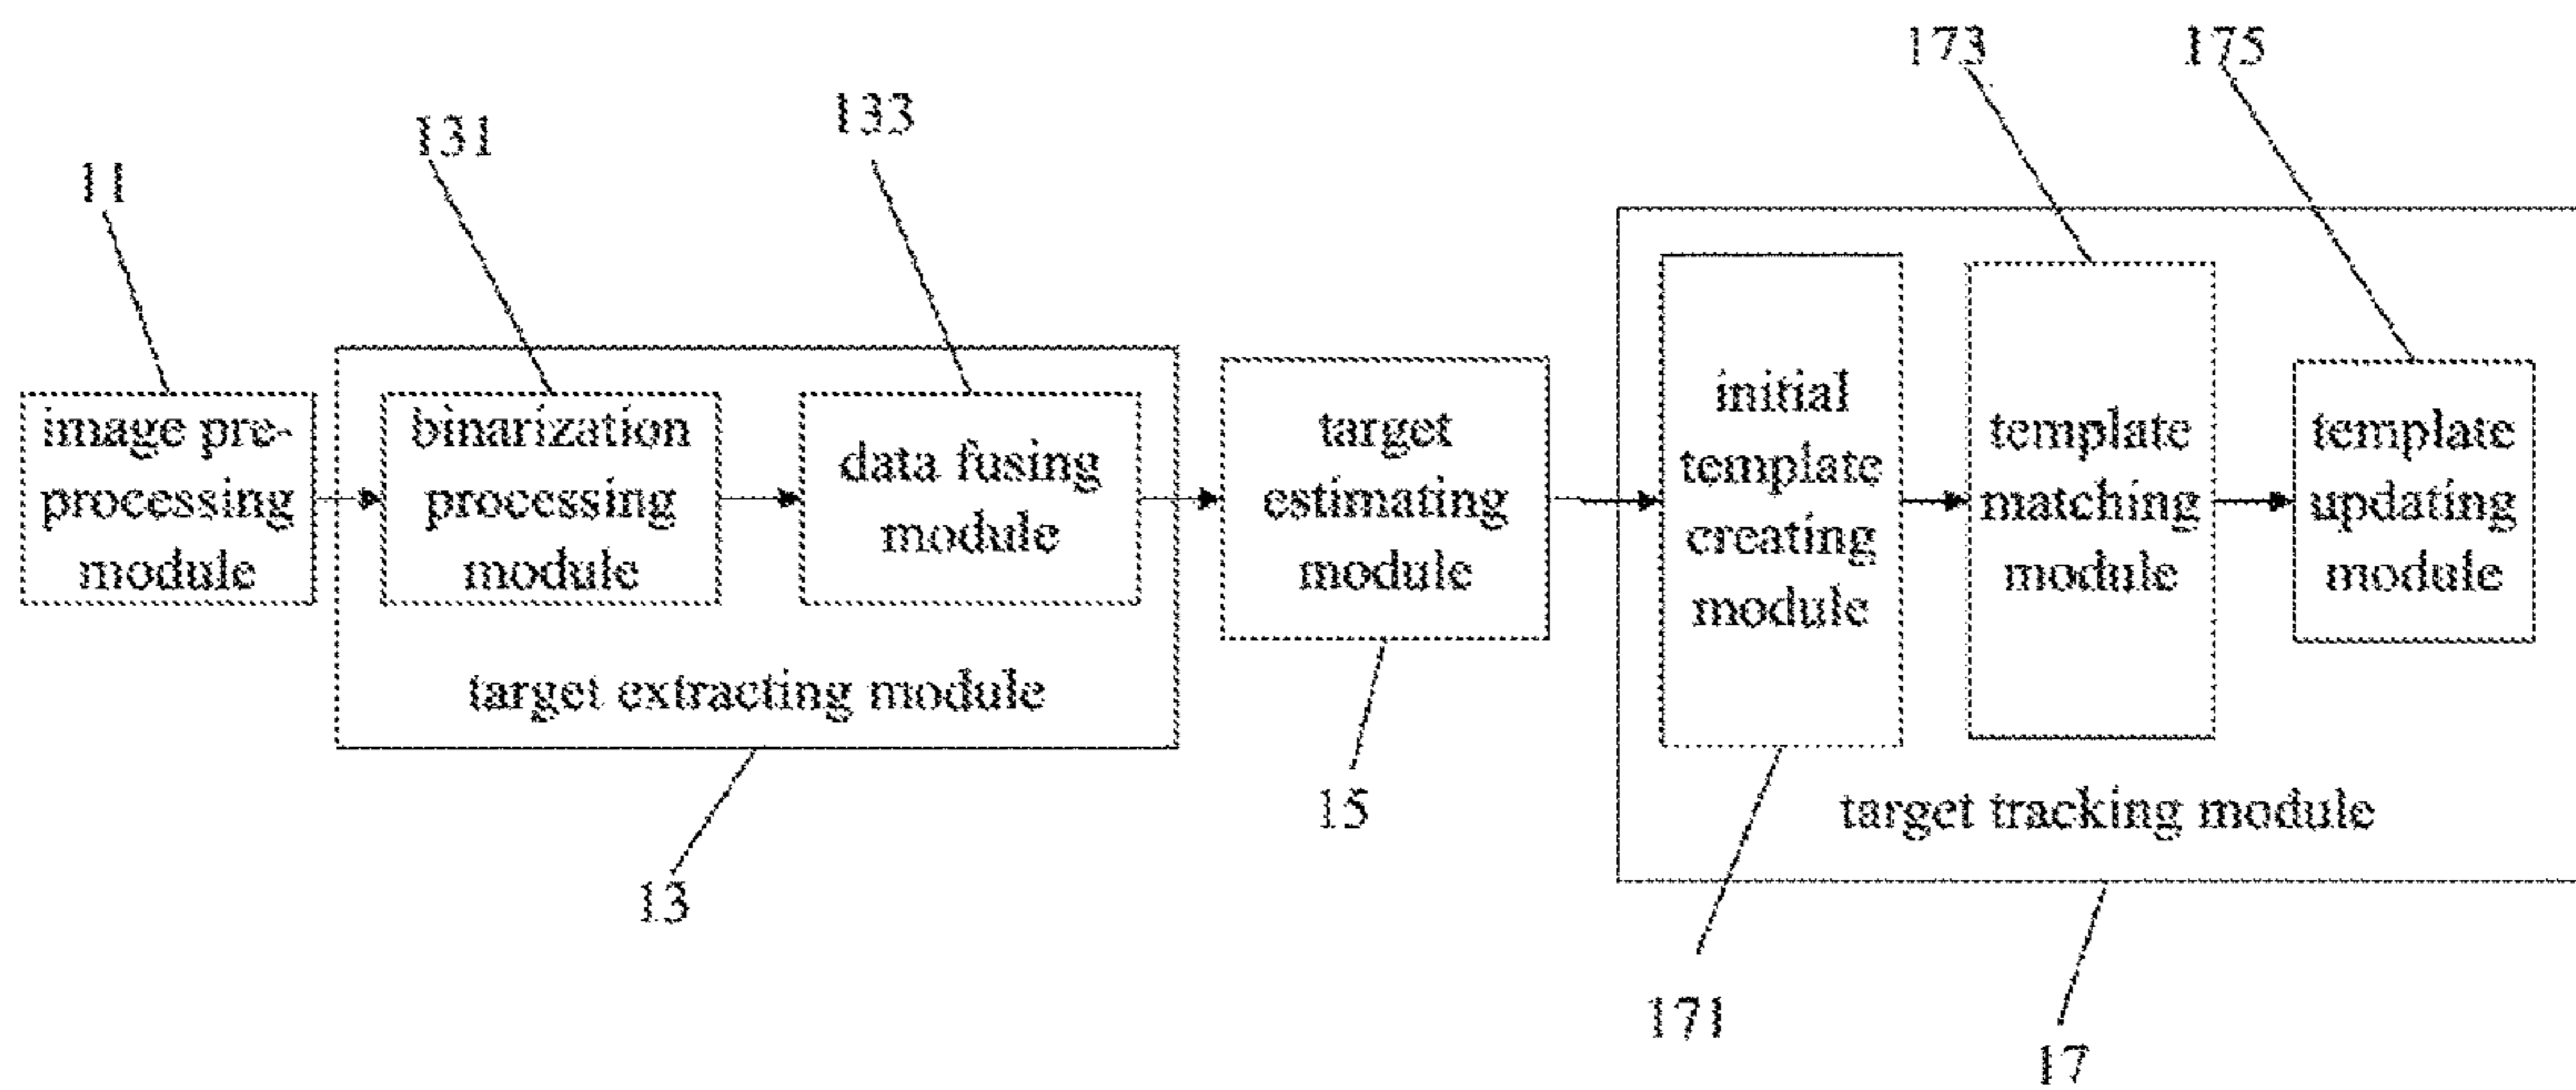 173
175
133
131
11
image pre-
processing
module
binarization
processing
module
data fusing
module
target extracting module
target
estimating
module
initial
template
creating
module
template
matching
module
template
updating
module
target tracking module
15
13
171
17